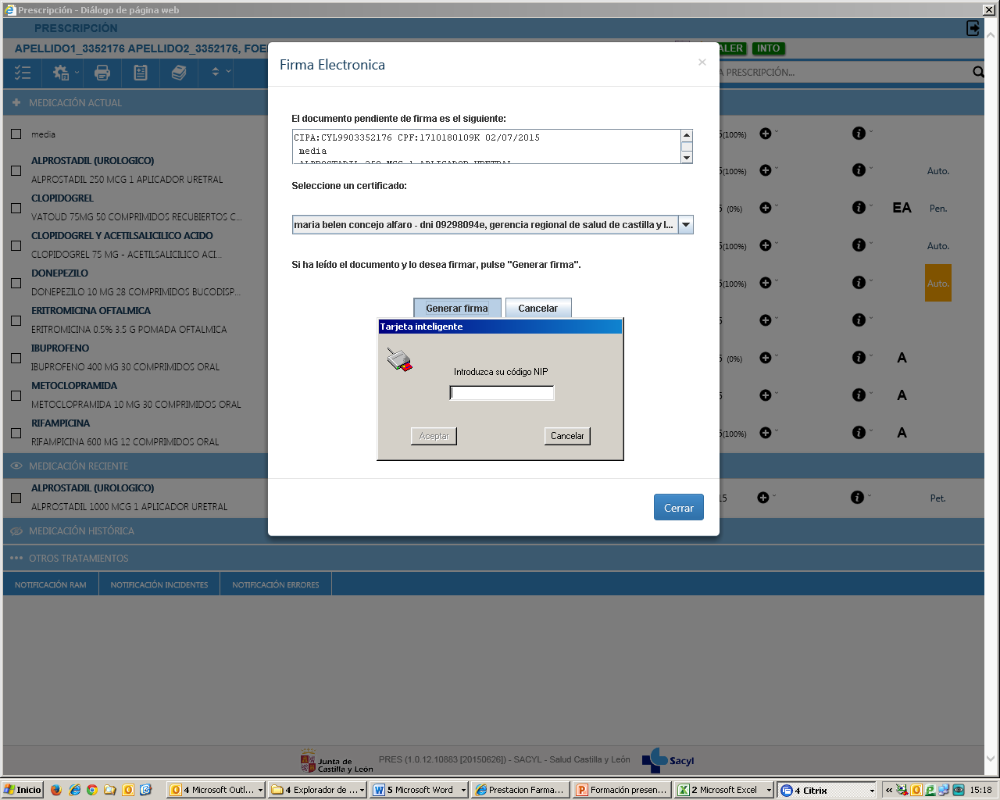 Prescripción - Diálogo de página web
PRESCRIPCIÓN
APELLIDO1_3352176 APELLIDO2_3352176, FOE
ALER
INTO
A PRESCRIPCIÓN...
MEDICACIÓN ACTUAL
media
(100%)
ALPROSTADIL (UROLOGICO)
ALPROSTADIL 250 MCG 1 APLICADOR URETRAL
(100%)
Auto.
CLOPIDOGREL
VATOUD 75MG 50 COMPRIMIDOS RECUBIERTOS C...
(0%)
EA
Pen.
CLOPIDOGREL Y ACETILSALICILICO ACIDO
CLOPIDOGREL 75 MG - ACETILSALICILICO ACI...
(100%)
Auto.
DONEPEZILO
DONEPEZILO 10 MG 28 COMPRIMIDOS BUCODISP...
(100%)
Auto.
ERITROMICINA OFTALMICA
ERITROMICINA 0.5% 3.5 G POMADA OFTALMICA
IBUPROFENO
IBUPROFENO 400 MG 30 COMPRIMIDOS ORAL
(0%)
A
METOCLOPRAMIDA
METOCLOPRAMIDA 10 MG 30 COMPRIMIDOS ORAL
A
RIFAMPICINA
RIFAMPICINA 600 MG 12 COMPRIMIDOS ORAL
(100%)
A
MEDICACIÓN RECIENTE
ALPROSTADIL (UROLOGICO)
ALPROSTADIL 1000 MCG 1 APLICADOR URETRAL
15
Pet.
MEDICACIÓN HISTÓRICA
OTROS TRATAMIENTOS
NOTIFICACIÓN RAM
NOTIFICACIÓN INCIDENTES
NOTIFICACIÓN ERRORES
Firma Electronica
El documento pendiente de firma es el siguiente:
CIPA:CYL9903352176 CPF:1710180109K 02/07/2015
media
ALPROSTADIL 250 MCG 1 APLICADOR URETRAL
Seleccione un certificado:
maria belen concejo alfaro - dni 09298094e, gerencia regional de salud de castilla y l...
Si ha leído el documento y lo desea firmar, pulse "Generar firma".
Generar firma
Cancelar
Tarjeta inteligente
Introduzca su código NIP
Aceptar
Cancelar
Cerrar
Junta de
Castilla y León
PRES (1.0.12.10883 [20150626]) - SACYL - Salud Castilla y León
Sacyl
Inicio
4 Microsoft Outl...
4 Explorador de ...
5 Microsoft Word
Prestacion Farma...
Formación presen...
2 Microsoft Excel
4 Citrix
15:18